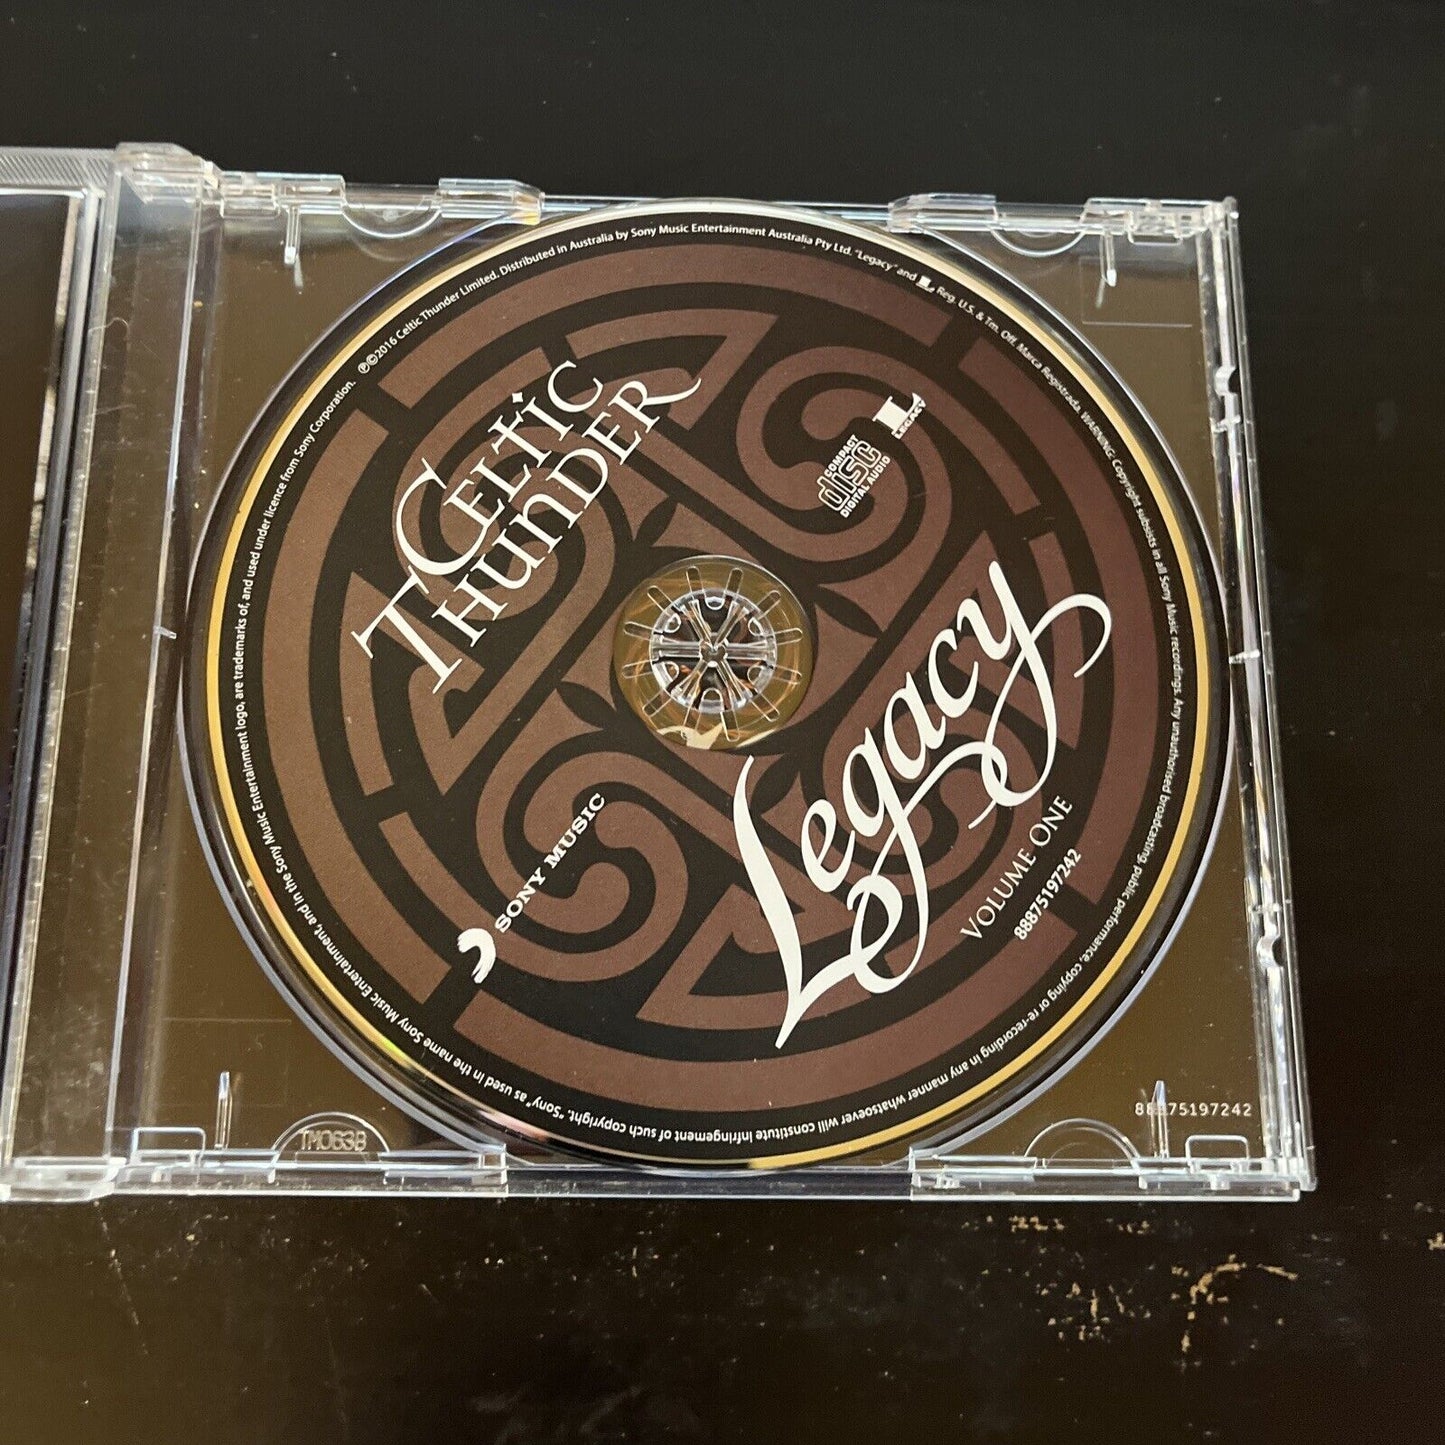 CELTIC
THUNDER
COMPACT
disc
DIGITAL AUDIO
L
LEGACY
Legacy
VOLUME ONE
88875197242
SONY MUSIC
℗©2016 Celtic Thunder Limited. Distributed in Australia by Sony Music Entertainment Australia Pty Ltd. "Legacy" and L Reg. U.S. & Tm. Off. Marca Registrada. WARNING: Copyright subsists in all Sony Music recordings. Any unauthorised broadcasting, public performance, copying or re-recording in any manner whatsoever will constitute infringement of such copyright. "Sony" as used in the name Sony Music Entertainment, and in the Sony Music Entertainment logo, are trademarks of, and used under licence from Sony Corporation.
88875197242
TM063B